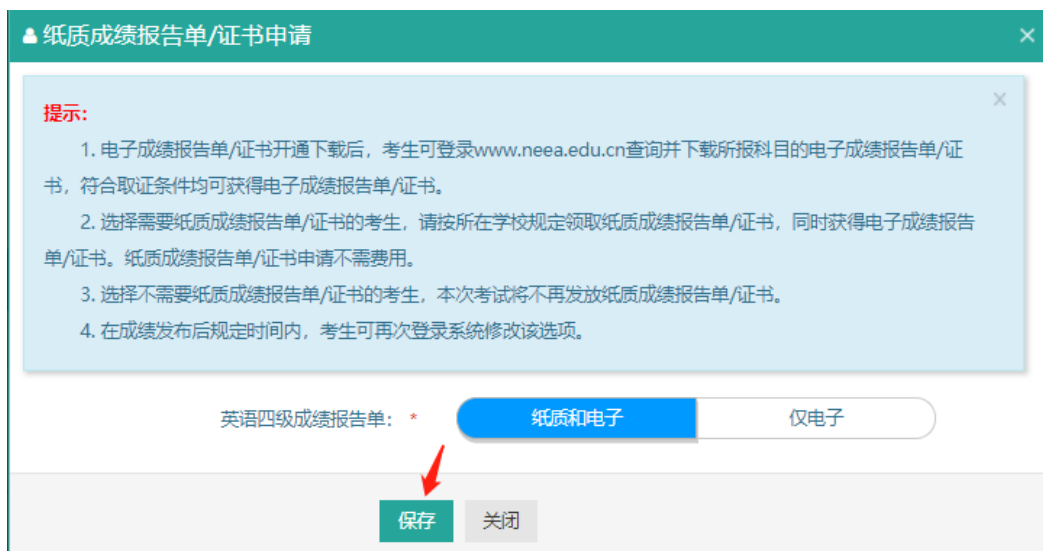 纸质成绩报告单/证书申请
提示:
1. 电子成绩报告单/证书开通下载后，考生可登录www.neea.edu.cn查询并下载所报科目的电子成绩报告单/证
书，符合取证条件均可获得电子成绩报告单/证书。
2. 选择需要纸质成绩报告单/证书的考生，请按所在学校规定领取纸质成绩报告单/证书，同时获得电子成绩报告
单/证书。纸质成绩报告单/证书申请不需费用。
3. 选择不需要纸质成绩报告单/证书的考生，本次考试将不再发放纸质成绩报告单/证书。
4. 在成绩发布后规定时间内，考生可再次登录系统修改该选项。
英语四级成绩报告单： * 纸质和电子 仅电子
保存 关闭